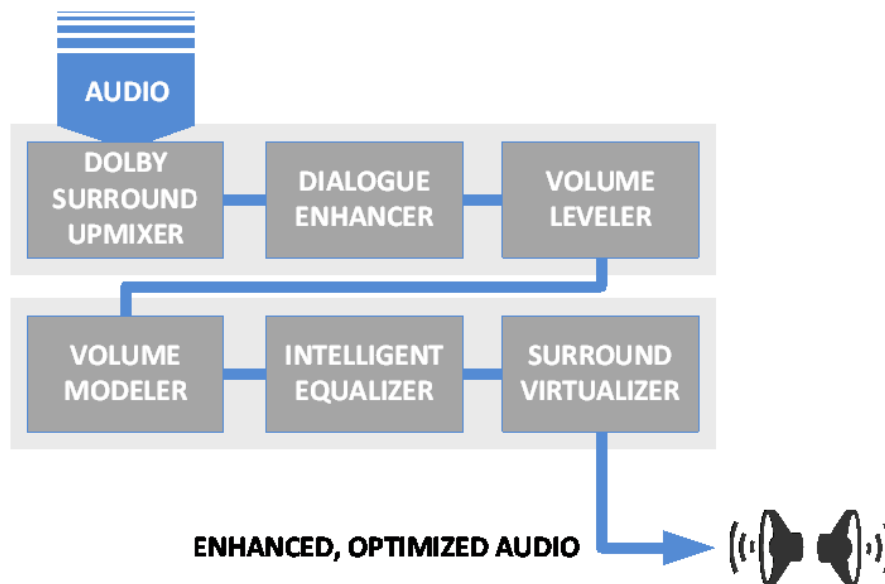 AUDIO
DOLBY
SURROUND
UPMIXER
DIALOGUE
ENHANCER
VOLUME
LEVELER
VOLUME
MODELER
INTELLIGENT
EQUALIZER
SURROUND
VIRTUALIZER
ENHANCED, OPTIMIZED AUDIO